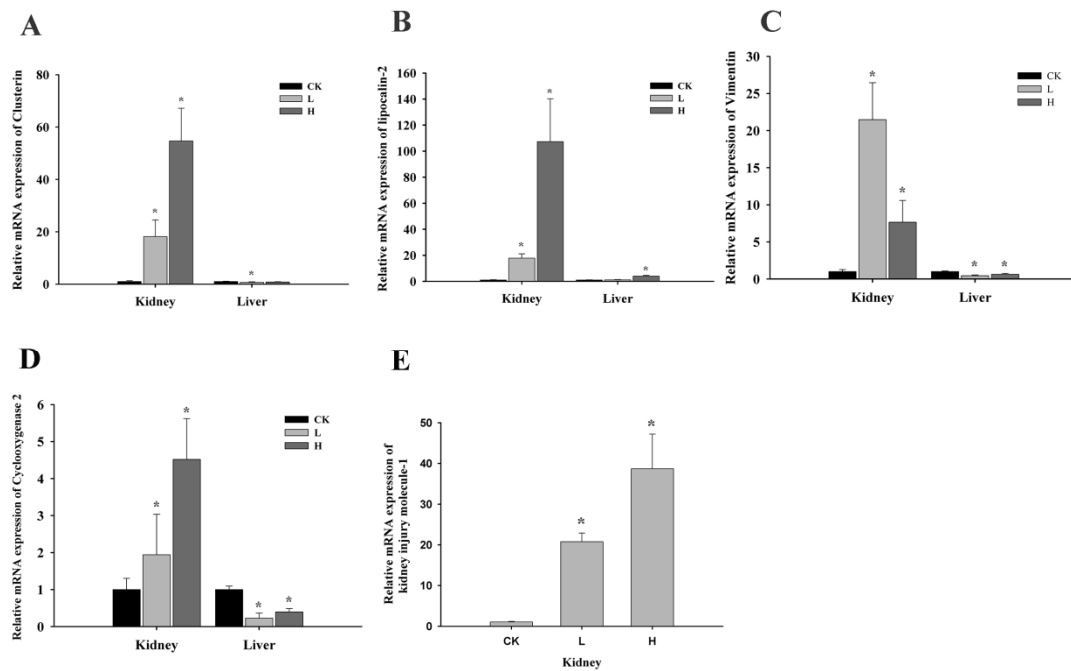 A
Relative mRNA expression of Clusterin
80
60
40
20
0
*
*
*
CK
L
H
Kidney
Liver
B
Relative mRNA expression of lipocalin-2
160
140
120
100
80
60
40
20
0
*
*
*
CK
L
H
Kidney
Liver
C
Relative mRNA expression of Vimentin
30
25
20
15
10
5
0
*
*
*
*
CK
L
H
Kidney
Liver
D
Relative mRNA expression of Cyclooxygenase 2
6
5
4
3
2
1
0
*
*
*
*
CK
L
H
Kidney
Liver
E
Relative mRNA expression of
kidney injury molecule-1
50
40
30
20
10
0
*
*
CK
L
H
Kidney